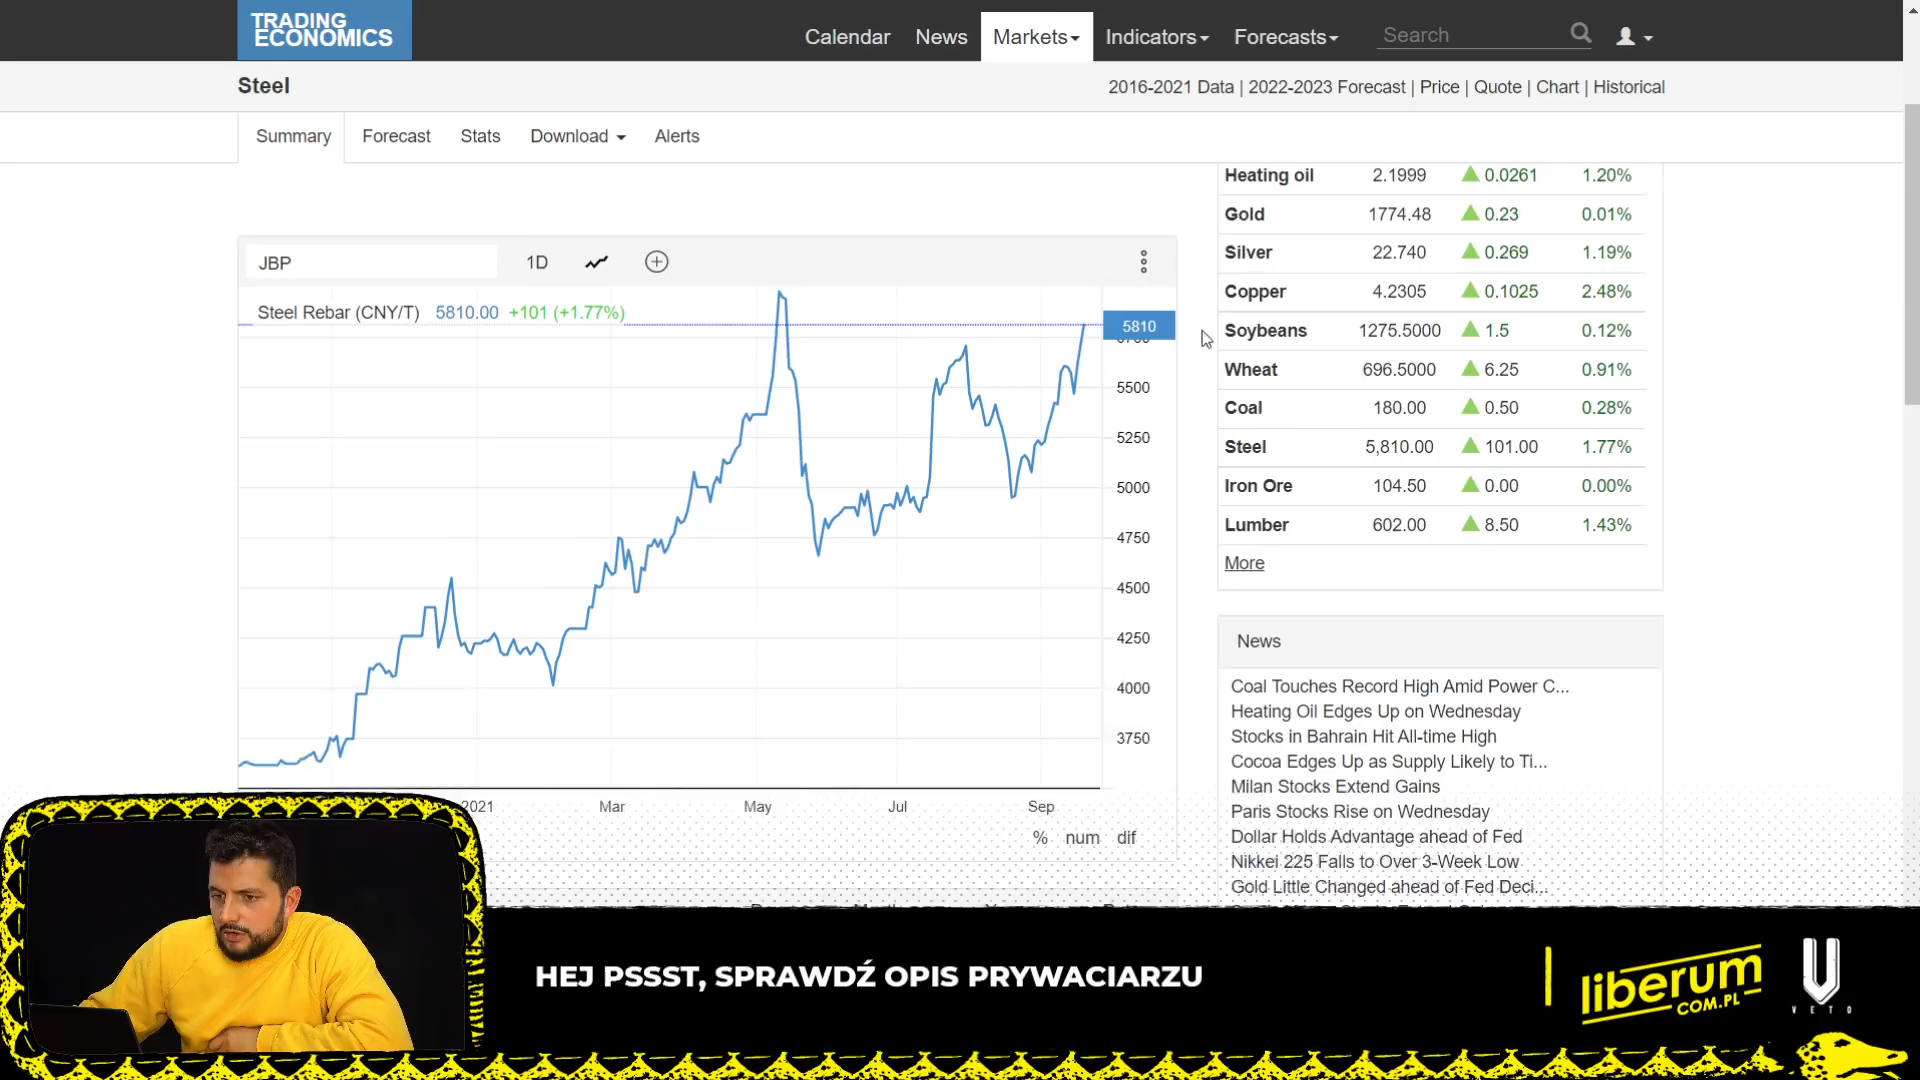 TRADING
ECONOMICS
Calendar News Markets Indicators Forecasts Search
Steel
2016-2021 Data | 2022-2023 Forecast | Price | Quote | Chart | Historical
Summary Forecast Stats Download Alerts
JBP 1D
Steel Rebar (CNY/T) 5810.00 +101 (+1.77%)
5810
5500
5250
5000
4750
4500
4250
4000
3750
2021 Mar May Jul Sep
% num dif
Heating oil 2.1999 0.0261 1.20%
Gold 1774.48 0.23 0.01%
Silver 22.740 0.269 1.19%
Copper 4.2305 0.1025 2.48%
Soybeans 1275.5000 1.5 0.12%
Wheat 696.5000 6.25 0.91%
Coal 180.00 0.50 0.28%
Steel 5,810.00 101.00 1.77%
Iron Ore 104.50 0.00 0.00%
Lumber 602.00 8.50 1.43%
More
News
Coal Touches Record High Amid Power C...
Heating Oil Edges Up on Wednesday
Stocks in Bahrain Hit All-time High
Cocoa Edges Up as Supply Likely to Ti...
Milan Stocks Extend Gains
Paris Stocks Rise on Wednesday
Dollar Holds Advantage ahead of Fed
Nikkei 225 Falls to Over 3-Week Low
Gold Little Changed ahead of Fed Deci...
HEJ PSSST, SPRAWDŹ OPIS PRYWACIARZU
liberum
COM.PL
VETO